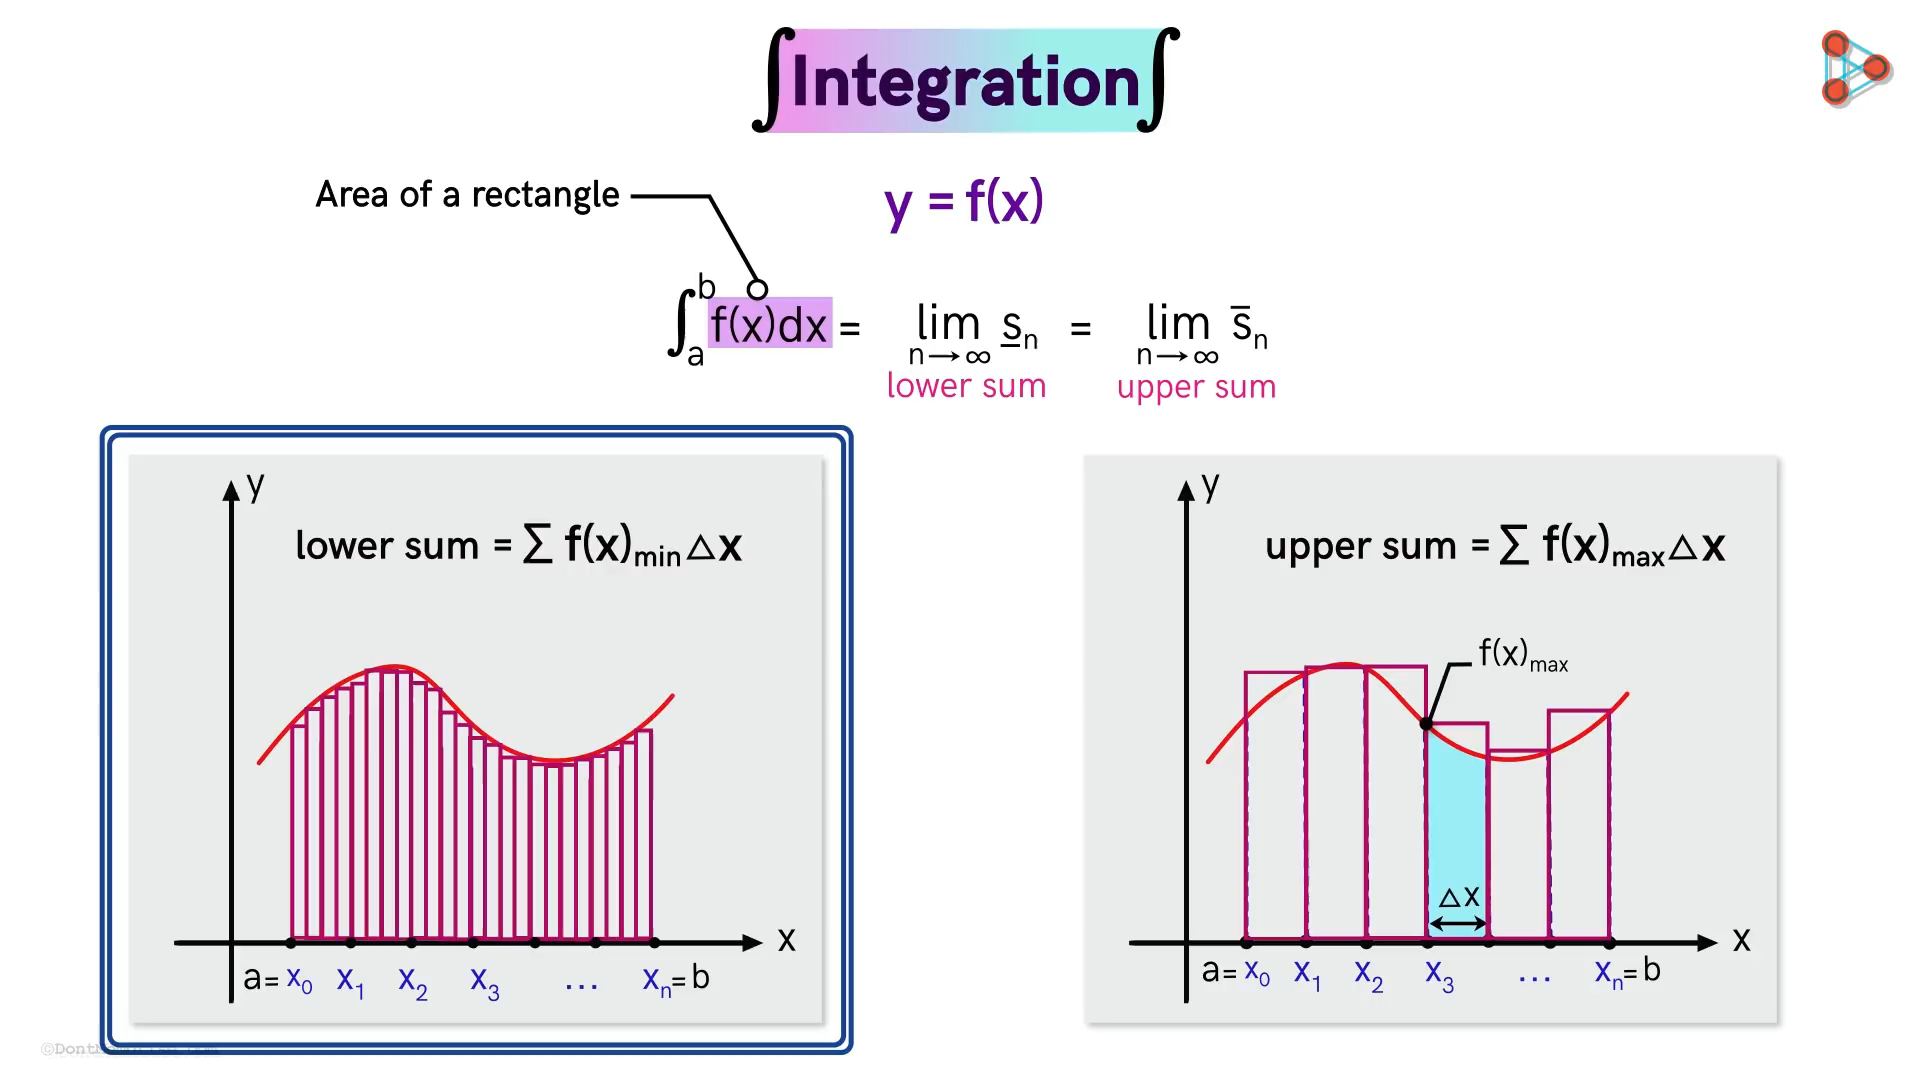 ∫Integration∫
Area of a rectangle
y = f(x)
∫ₐᵇ f(x)dx = lim n→∞ s̲ₙ = lim n→∞ s̄ₙ
lower sum
upper sum
y
lower sum = ∑ f(x)min △x
x
a= x₀ x₁ x₂ x₃ ... xₙ= b
y
upper sum = ∑ f(x)max △x
f(x)max
△x
x
a= x₀ x₁ x₂ x₃ ... xₙ= b